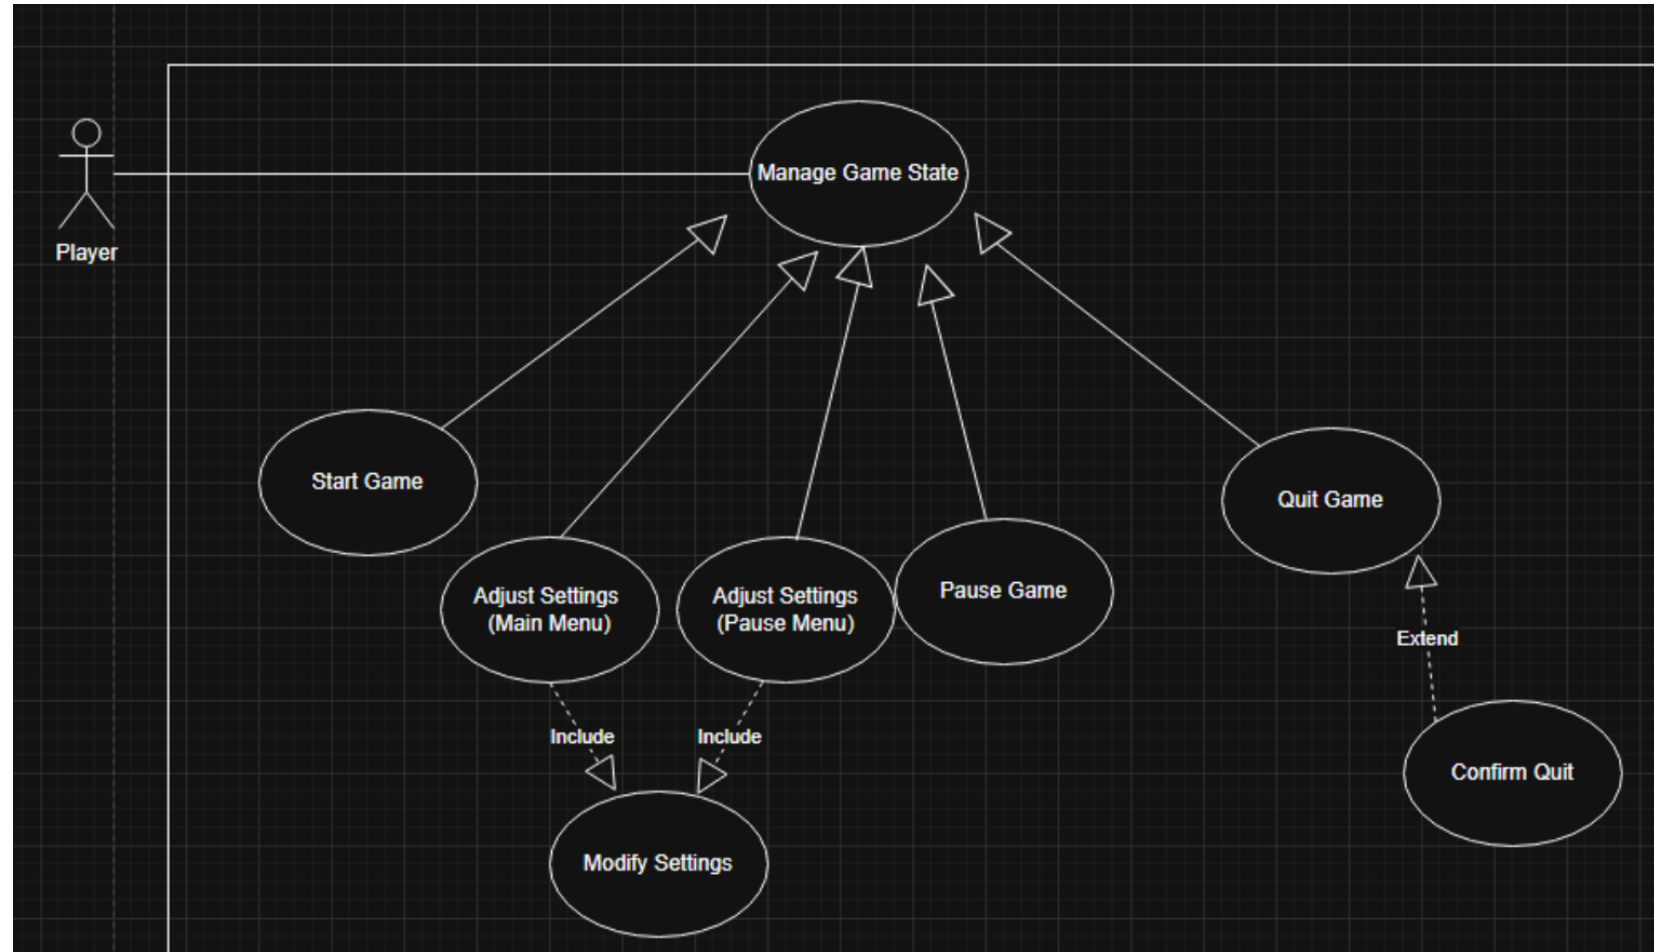 Manage Game State
Player
Start Game
Quit Game
Adjust Settings
(Main Menu)
Adjust Settings
(Pause Menu)
Pause Game
Extend
Include
Include
Confirm Quit
Modify Settings